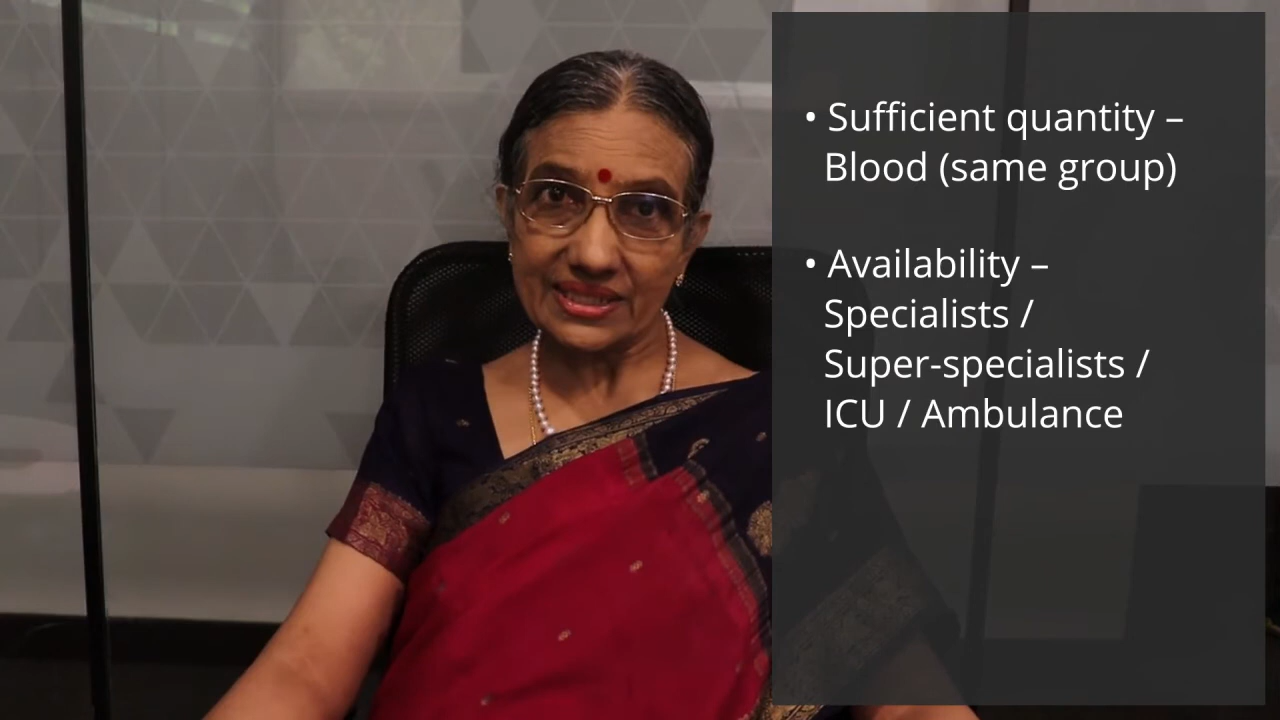 • Sufficient quantity –
Blood (same group)
• Availability –
Specialists /
Super-specialists /
ICU / Ambulance